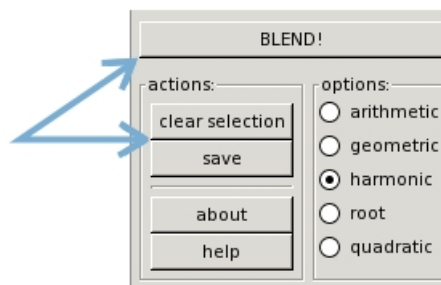 BLEND!
actions:
clear selection
save
about
help
options:
arithmetic
geometric
harmonic
root
quadratic